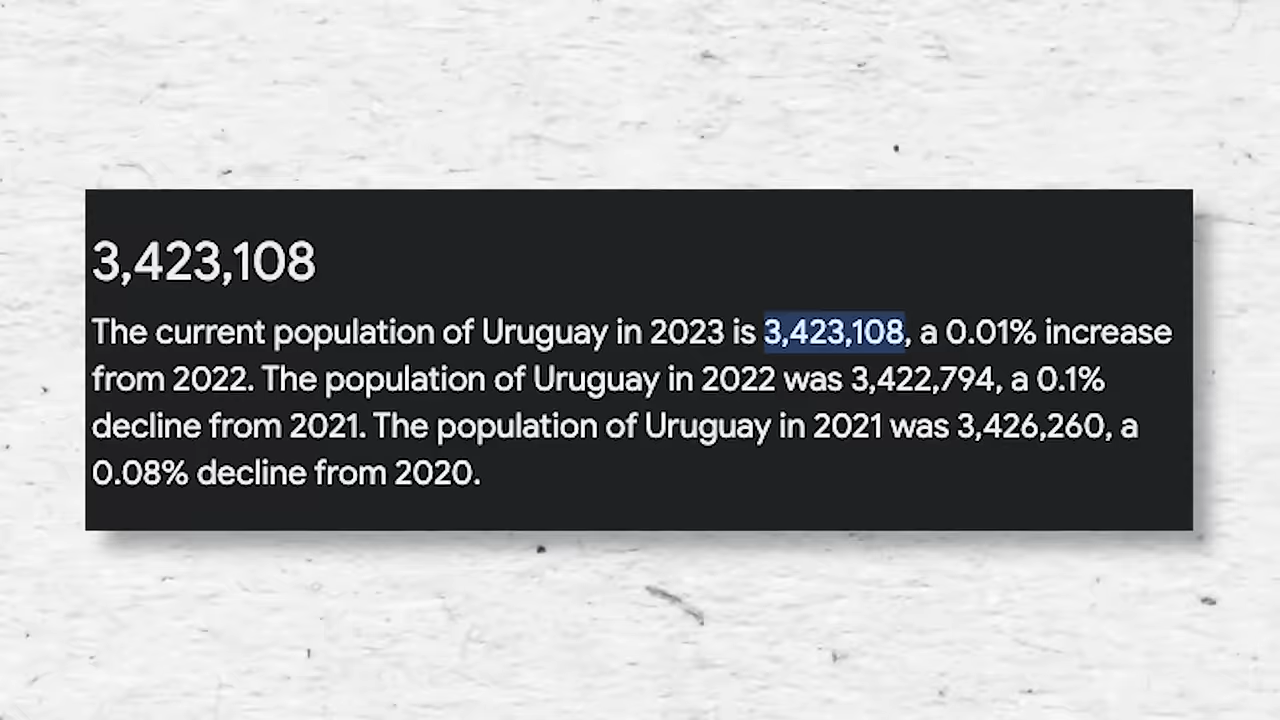 3,423,108
The current population of Uruguay in 2023 is 3,423,108, a 0.01% increase
from 2022. The population of Uruguay in 2022 was 3,422,794, a 0.1%
decline from 2021. The population of Uruguay in 2021 was 3,426,260, a
0.08% decline from 2020.